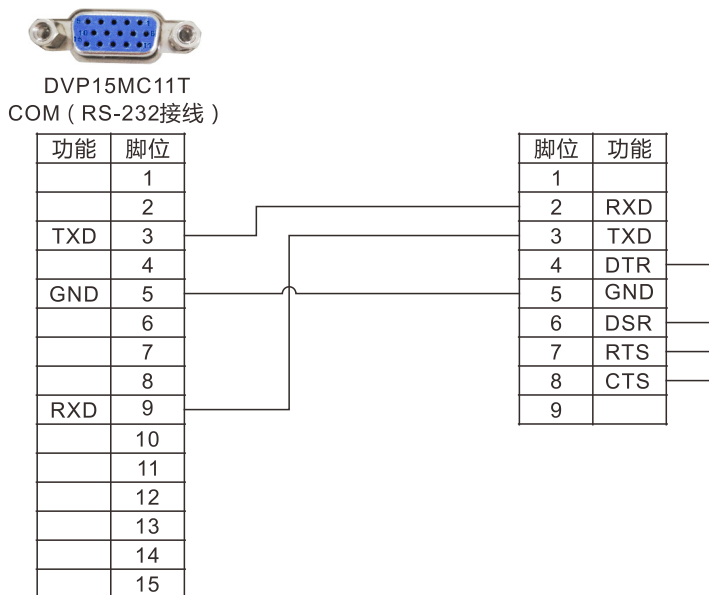 DVP15MC11T
COM（RS-232接线）
功能 脚位
1
2
TXD 3
4
GND 5
6
7
8
RXD 9
10
11
12
13
14
15
脚位 功能
1
2 RXD
3 TXD
4 DTR
5 GND
6 DSR
7 RTS
8 CTS
9